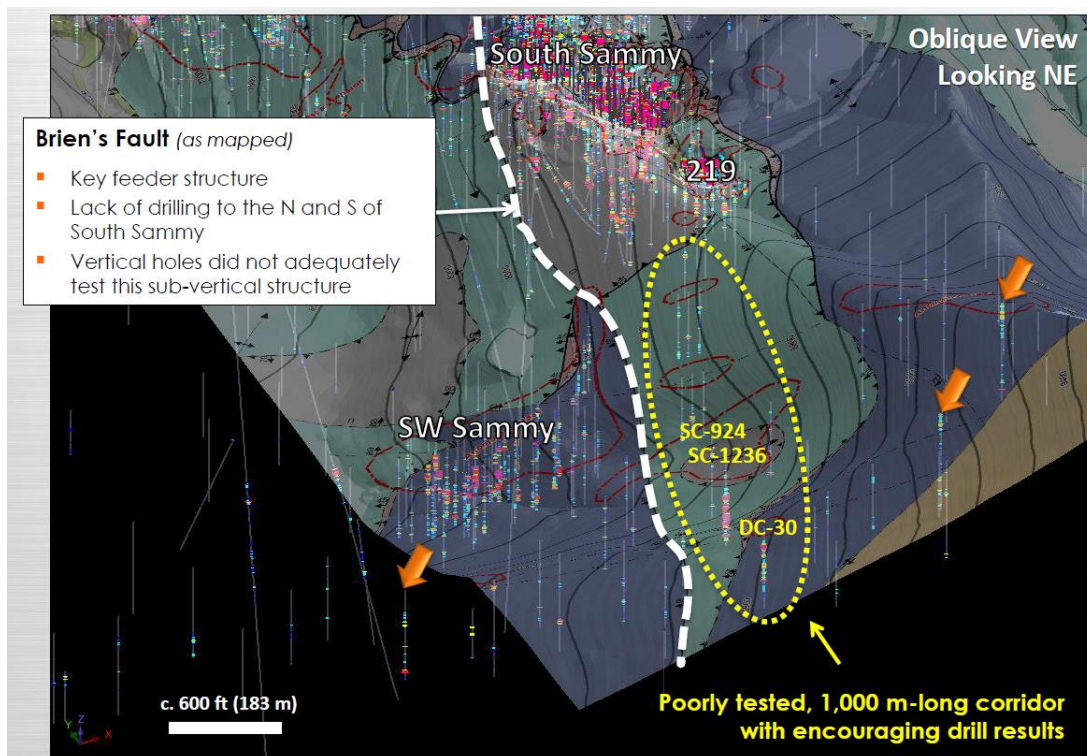 Oblique View
Looking NE
South Sammy
Brien's Fault (as mapped)
▪ Key feeder structure
▪ Lack of drilling to the N and S of
South Sammy
▪ Vertical holes did not adequately
test this sub-vertical structure
219
SW Sammy
SC-924
SC-1236
DC-30
c. 600 ft (183 m)
Poorly tested, 1,000 m-long corridor
with encouraging drill results
Z
Y
X